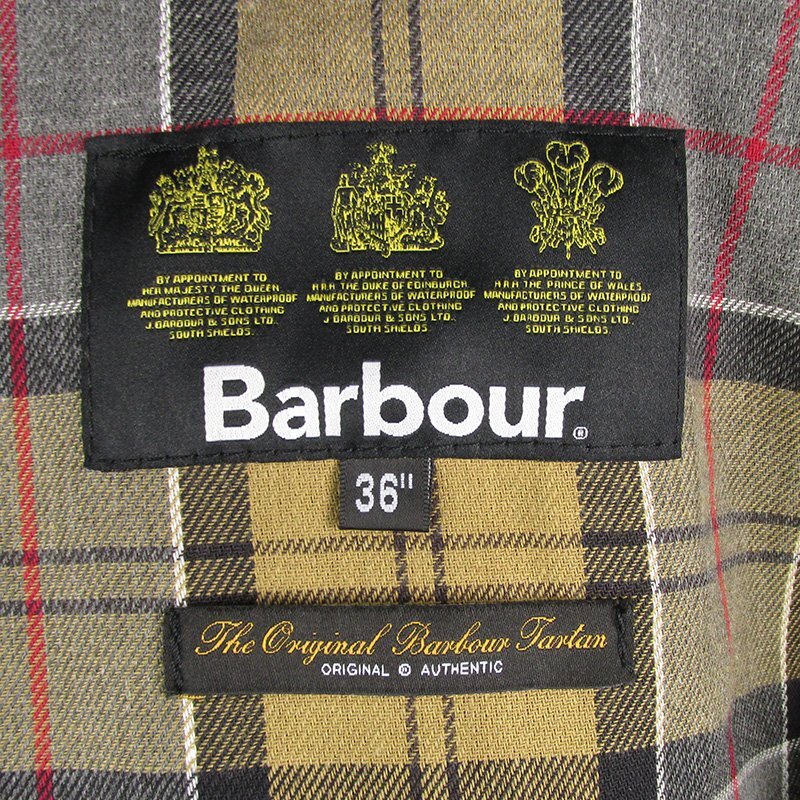 BY APPOINTMENT TO
HER MAJESTY THE QUEEN
MANUFACTURERS OF WATERPROOF
AND PROTECTIVE CLOTHING
J. BARBOUR & SONS LTD.,
SOUTH SHIELDS.
BY APPOINTMENT TO
H.R.H. THE DUKE OF EDINBURGH
MANUFACTURERS OF WATERPROOF
AND PROTECTIVE CLOTHING
J. BARBOUR & SONS LTD.,
SOUTH SHIELDS.
BY APPOINTMENT TO
H.R.H. THE PRINCE OF WALES
MANUFACTURERS OF WATERPROOF
AND PROTECTIVE CLOTHING
J. BARBOUR & SONS LTD.,
SOUTH SHIELDS.
Barbour®
36"
The Original Barbour Tartan
ORIGINAL ® AUTHENTIC